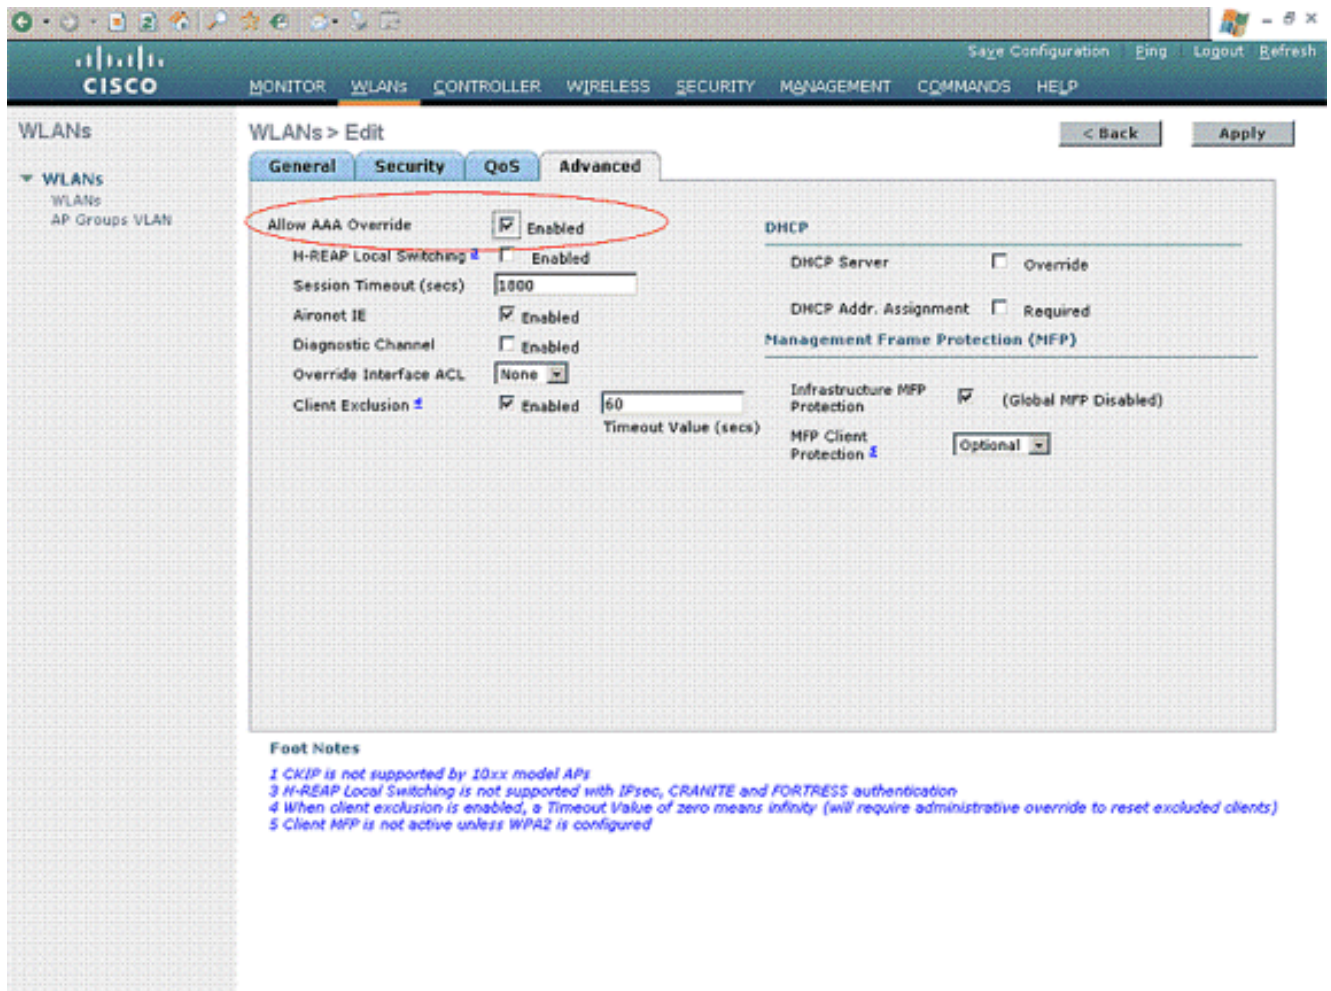 Save Configuration Ping Logout Refresh
CISCO
MONITOR WLANs CONTROLLER WIRELESS SECURITY MANAGEMENT COMMANDS HELP
WLANs
WLANs
WLANs
AP Groups VLAN
WLANs > Edit
< Back
Apply
General Security QoS Advanced
Allow AAA Override Enabled
H-REAP Local Switching 3 Enabled
Session Timeout (secs) 1800
Aironet IE Enabled
Diagnostic Channel Enabled
Override Interface ACL None
Client Exclusion 4 Enabled 60
Timeout Value (secs)
DHCP
DHCP Server Override
DHCP Addr. Assignment Required
Management Frame Protection (MFP)
Infrastructure MFP
Protection
(Global MFP Disabled)
MFP Client
Protection 5
Optional
Foot Notes
1 CKIP is not supported by 10xx model APs
3 H-REAP Local Switching is not supported with IPsec, CRANITE and FORTRESS authentication
4 When client exclusion is enabled, a Timeout Value of zero means infinity (will require administrative override to reset excluded clients)
5 Client MFP is not active unless WPA2 is configured